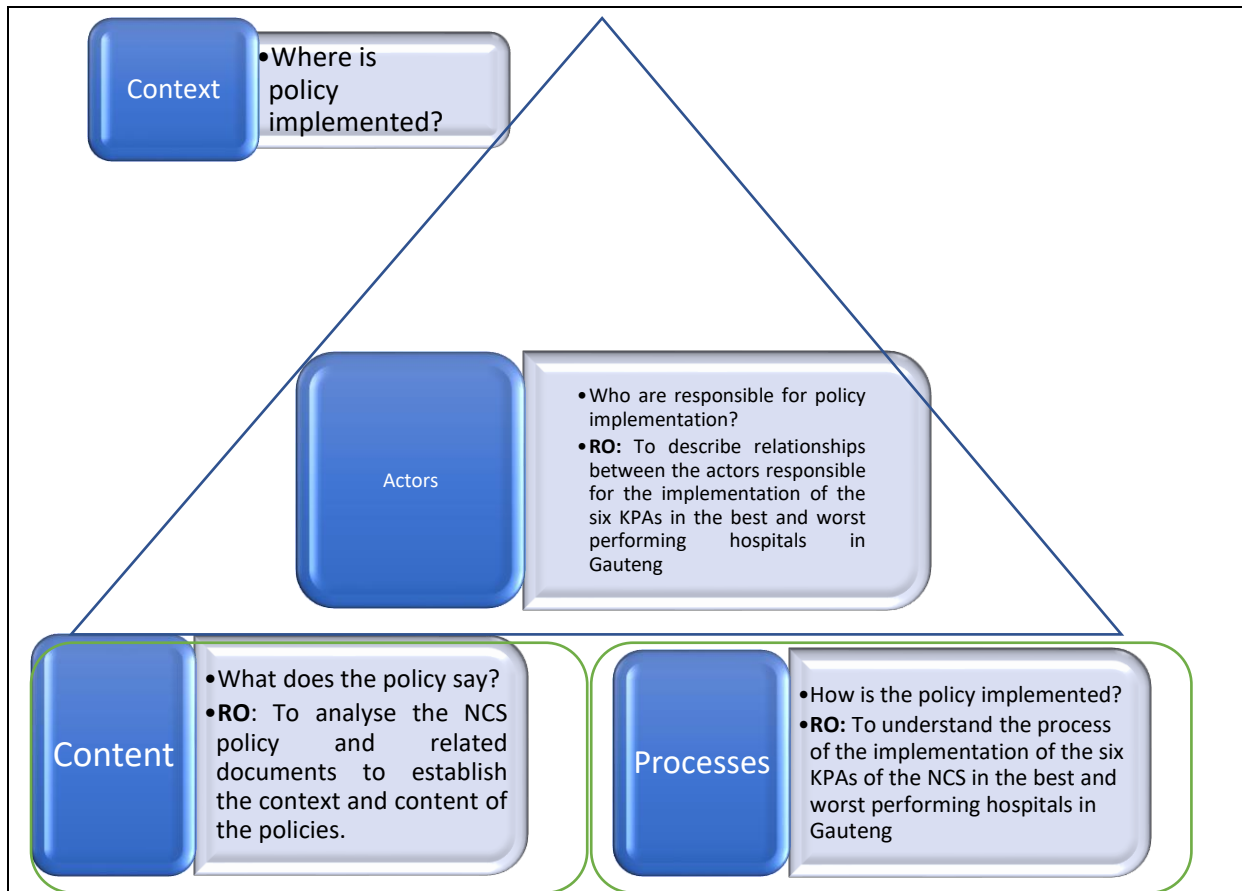 Context
•Where is
policy
implemented?
Actors
•Who are responsible for policy
implementation?
•RO: To describe relationships
between the actors responsible
for the implementation of the
six KPAs in the best and worst
performing hospitals in
Gauteng
Content
•What does the policy say?
•RO: To analyse the NCS
policy and related
documents to establish
the context and content of
the policies.
Processes
•How is the policy implemented?
•RO: To understand the process
of the implementation of the six
KPAs of the NCS in the best and
worst performing hospitals in
Gauteng